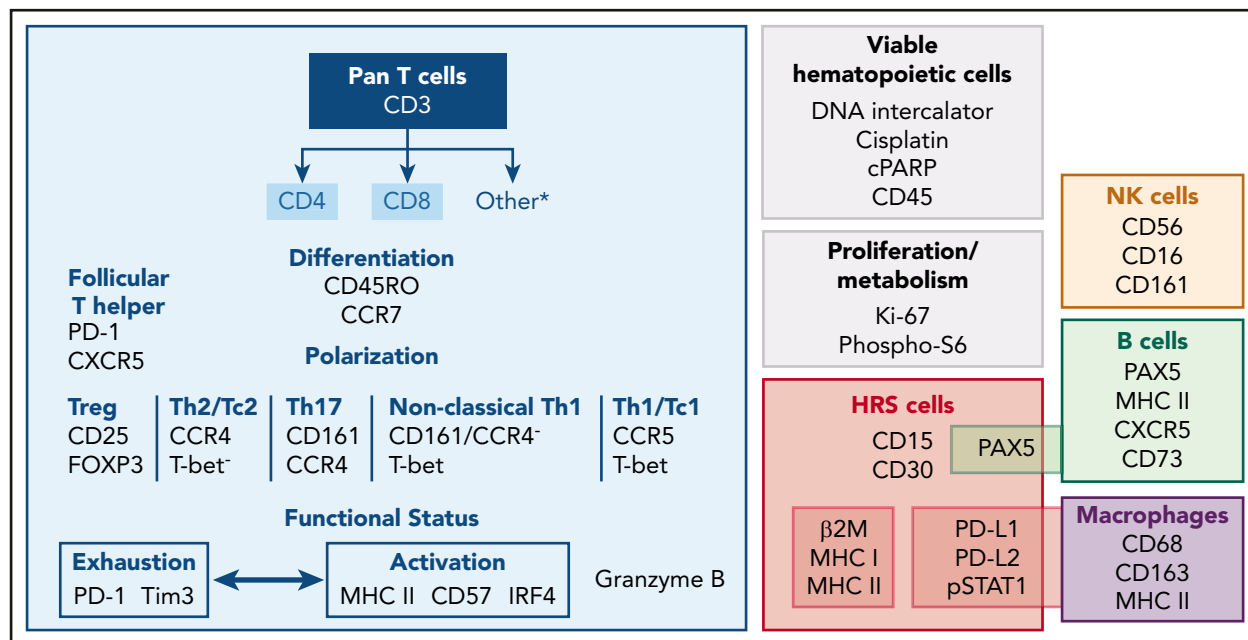 Pan T cells
CD3
CD4 CD8 Other*
Differentiation
CD45RO
CCR7
Follicular
T helper
PD-1
CXCR5
Polarization
Treg
CD25
FOXP3
Th2/Tc2
CCR4
T-bet⁻
Th17
CD161
CCR4
Non-classical Th1
CD161/CCR4⁻
T-bet
Th1/Tc1
CCR5
T-bet
Functional Status
Exhaustion
PD-1 Tim3
Activation
MHC II CD57 IRF4
Granzyme B
Viable
hematopoietic cells
DNA intercalator
Cisplatin
cPARP
CD45
Proliferation/
metabolism
Ki-67
Phospho-S6
HRS cells
CD15
CD30
PAX5
β2M
MHC I
MHC II
PD-L1
PD-L2
pSTAT1
NK cells
CD56
CD16
CD161
B cells
PAX5
MHC II
CXCR5
CD73
Macrophages
CD68
CD163
MHC II